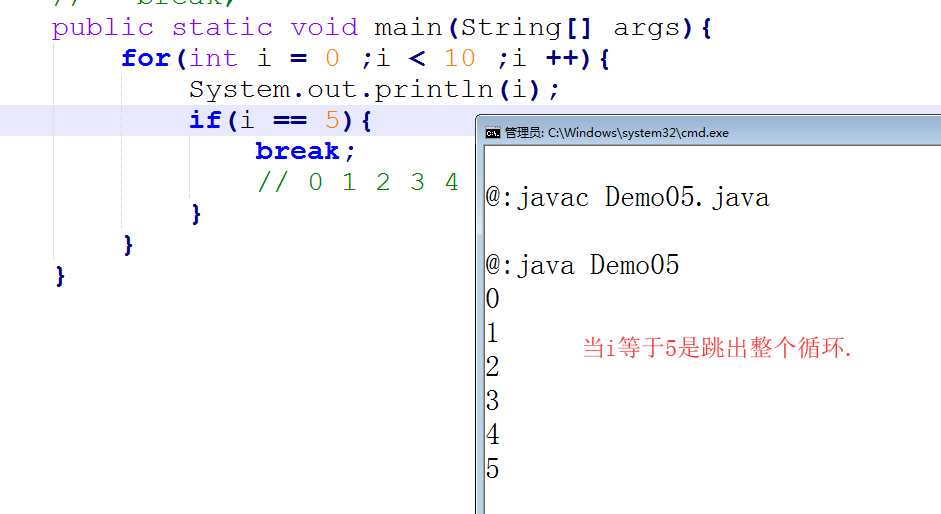 //   break;
public static void main(String[] args){
for(int i = 0 ;i < 10 ;i ++){
System.out.println(i);
if(i == 5){
break;
// 0 1 2 3 4
}
}
}
管理员: C:\Windows\system32\cmd.exe
@:javac Demo05.java
@:java Demo05
0
1
2
3
4
5
当i等于5是跳出整个循环.